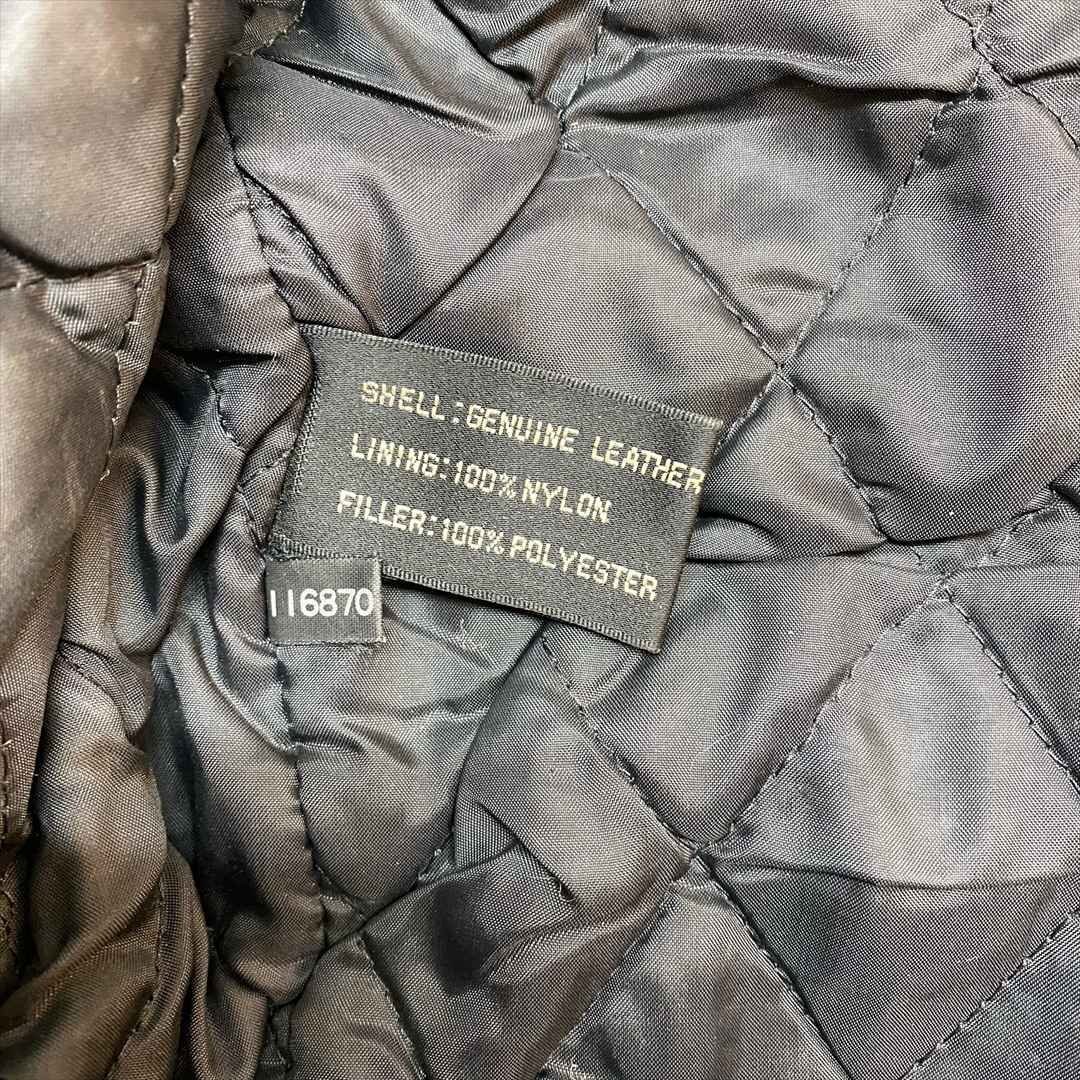 SHELL:GENUINE LEATHER
LINING:100% NYLON
FILLER:100% POLYESTER
116870